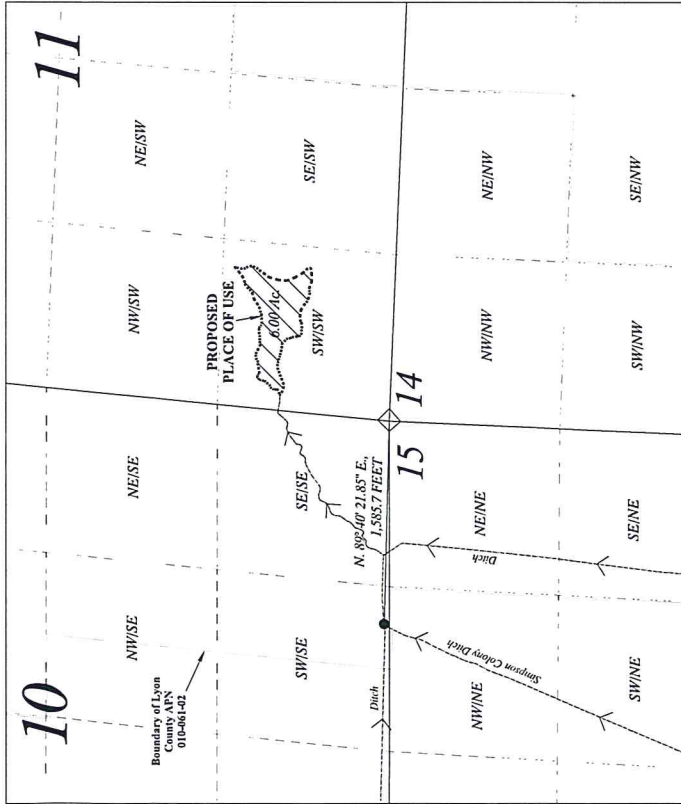 10
11
NW/SE
NE/SE
NW/SW
NE/SW
Boundary of Lyon
County APN
010-061-02
PROPOSED
PLACE OF USE
6.00 Ac.
SW/SE
SE/SE
SW/SW
SE/SW
N. 89°40' 21.85" E.,
1,585.7 FEET
Ditch
15
14
Simpson Colony Ditch
Ditch
NW/NE
NE/NE
NW/NW
NE/NW
SW/NE
SE/NE
SW/NW
SE/NW